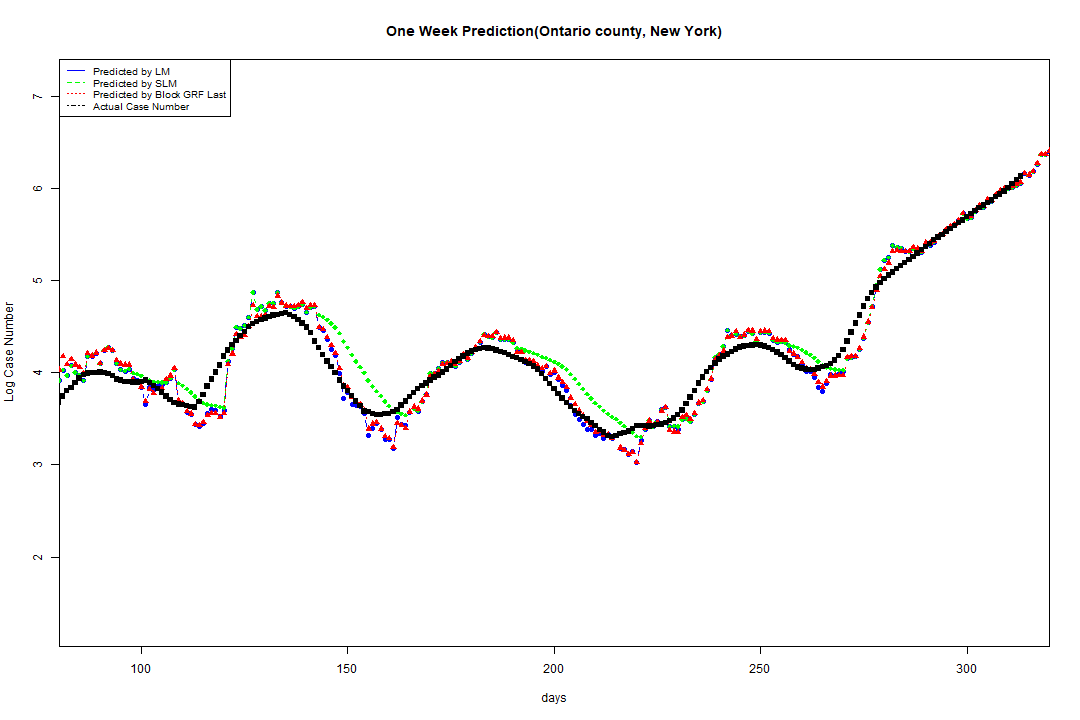 One Week Prediction(Ontario county, New York)
Predicted by LM
Predicted by SLM
Predicted by Block GRF Last
Actual Case Number
7
6
5
4
3
2
Log Case Number
100 150 200 250 300
days